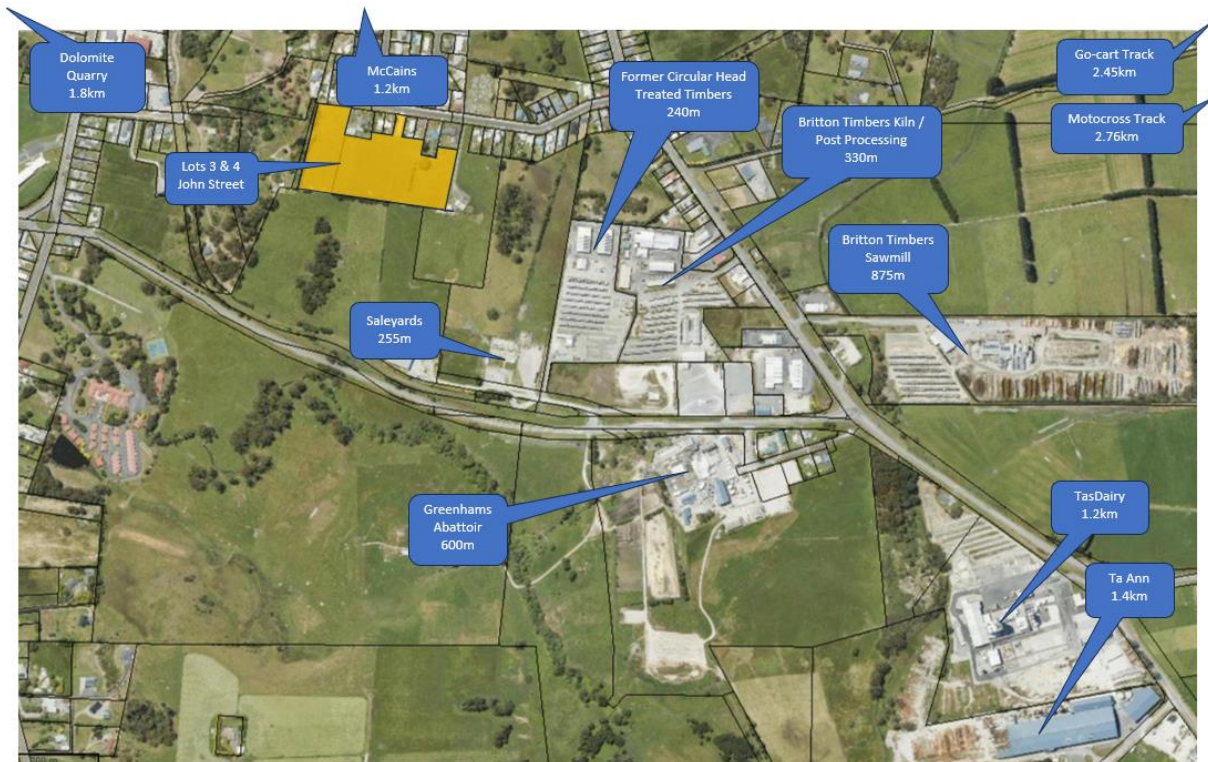 Dolomite
Quarry
1.8km
McCains
1.2km
Former Circular Head
Treated Timbers
240m
Go-cart Track
2.45km
Motocross Track
2.76km
Britton Timbers Kiln /
Post Processing
330m
Lots 3 & 4
John Street
Britton Timbers
Sawmill
875m
Saleyards
255m
Greenhams
Abattoir
600m
TasDairy
1.2km
Ta Ann
1.4km